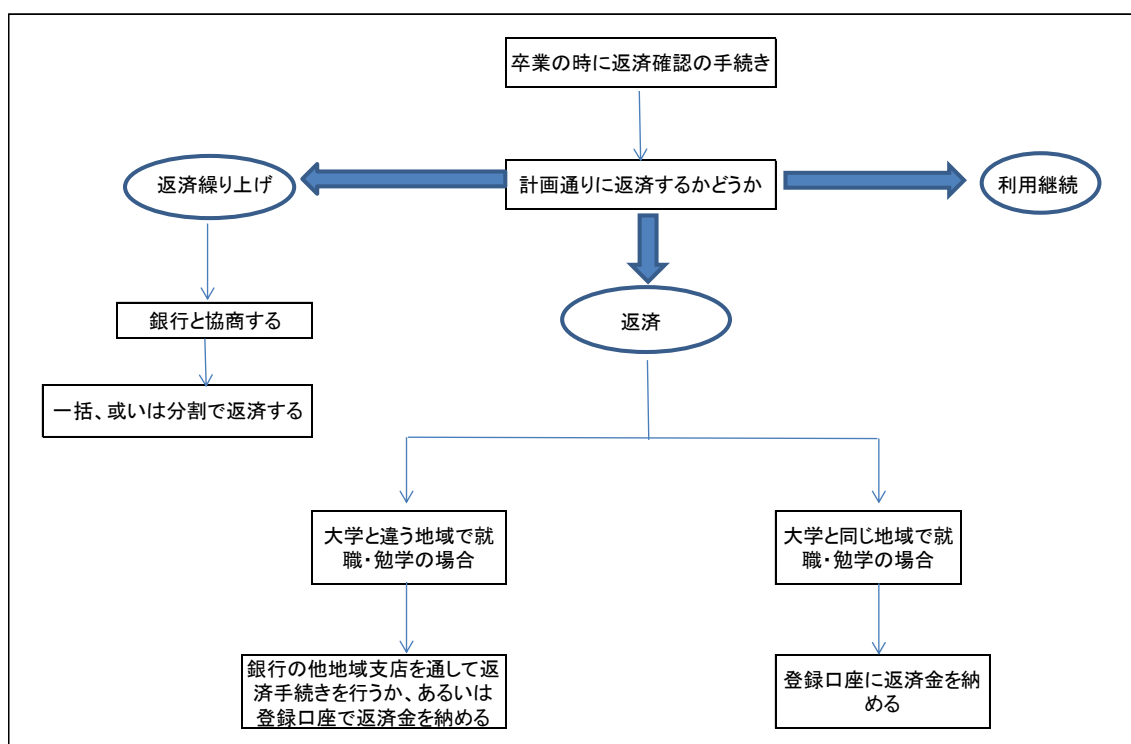 卒業の時に返済確認の手続き
返済繰り上げ
計画通りに返済するかどうか
利用継続
銀行と協商する
返済
一括、或いは分割で返済する
大学と違う地域で就
職・勉学の場合
大学と同じ地域で就
職・勉学の場合
銀行の他地域支店を通して返
済手続きを行うか、あるいは
登録口座で返済金を納める
登録口座に返済金を納
める